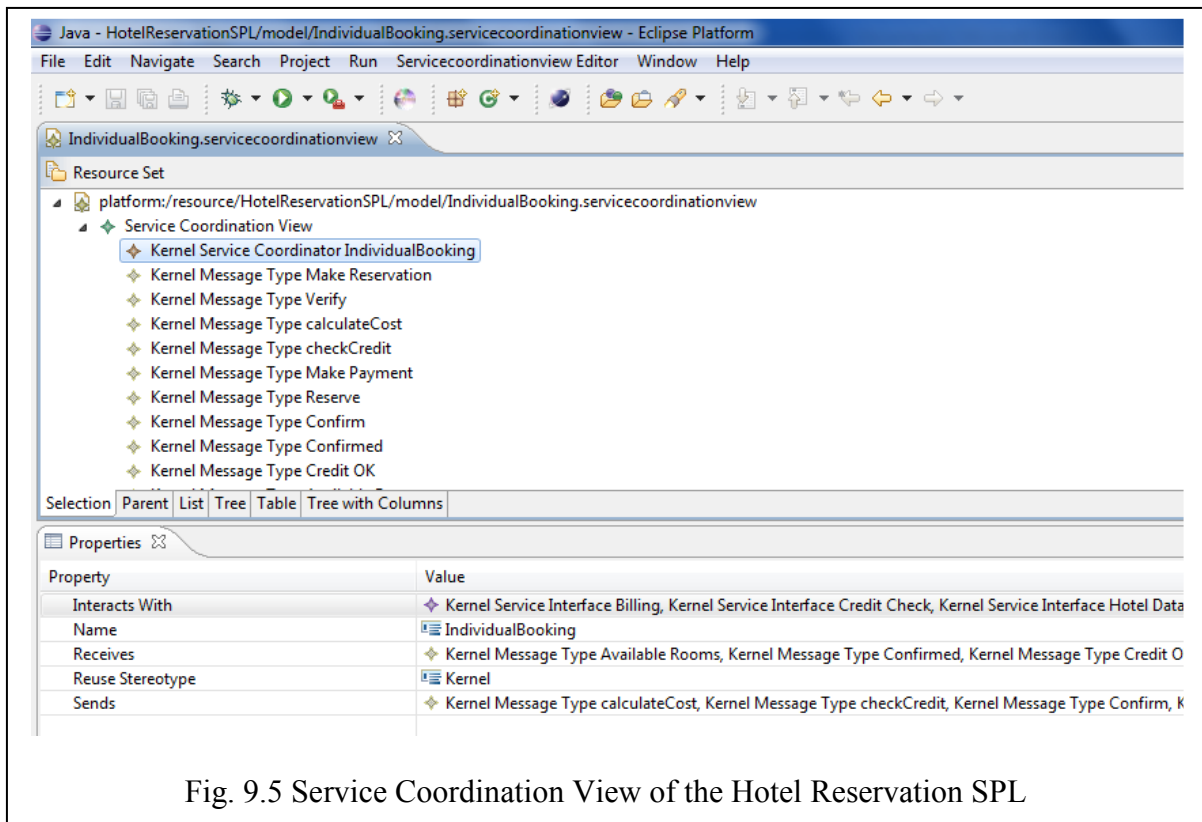 Java - HotelReservationSPL/model/IndividualBooking.servicecoordinationview - Eclipse Platform
File Edit Navigate Search Project Run Servicecoordinationview Editor Window Help
IndividualBooking.servicecoordinationview
Resource Set
platform:/resource/HotelReservationSPL/model/IndividualBooking.servicecoordinationview
Service Coordination View
Kernel Service Coordinator IndividualBooking
Kernel Message Type Make Reservation
Kernel Message Type Verify
Kernel Message Type calculateCost
Kernel Message Type checkCredit
Kernel Message Type Make Payment
Kernel Message Type Reserve
Kernel Message Type Confirm
Kernel Message Type Confirmed
Kernel Message Type Credit OK
Selection Parent List Tree Table Tree with Columns
Properties
Property Value
Interacts With Kernel Service Interface Billing, Kernel Service Interface Credit Check, Kernel Service Interface Hotel Data
Name IndividualBooking
Receives Kernel Message Type Available Rooms, Kernel Message Type Confirmed, Kernel Message Type Credit O
Reuse Stereotype Kernel
Sends Kernel Message Type calculateCost, Kernel Message Type checkCredit, Kernel Message Type Confirm, K
Fig. 9.5 Service Coordination View of the Hotel Reservation SPL